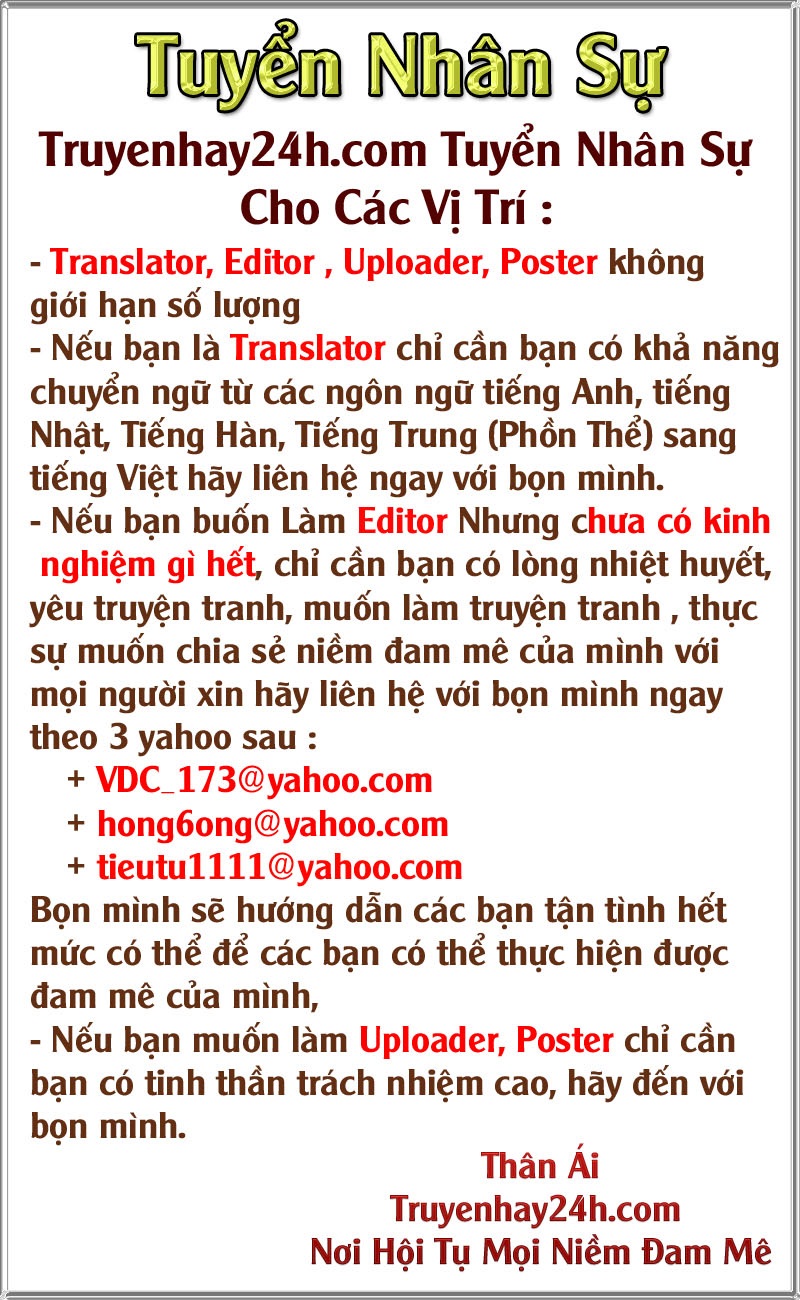 Tuyển Nhân Sự
Truyenhay24h.com Tuyển Nhân Sự
Cho Các Vị Trí :
- Translator, Editor , Uploader, Poster không
giới hạn số lượng
- Nếu bạn là Translator chỉ cần bạn có khả năng
chuyển ngữ từ các ngôn ngữ tiếng Anh, tiếng
Nhật, Tiếng Hàn, Tiếng Trung (Phồn Thể) sang
tiếng Việt hãy liên hệ ngay với bọn mình.
- Nếu bạn buốn Làm Editor Nhưng chưa có kinh
nghiệm gì hết, chỉ cần bạn có lòng nhiệt huyết,
yêu truyện tranh, muốn làm truyện tranh , thực
sự muốn chia sẻ niềm đam mê của mình với
mọi người xin hãy liên hệ với bọn mình ngay
theo 3 yahoo sau :
+ VDC_173@yahoo.com
+ hong6ong@yahoo.com
+ tieutu1111@yahoo.com
Bọn mình sẽ hướng dẫn các bạn tận tình hết
mức có thể để các bạn có thể thực hiện được
đam mê của mình,
- Nếu bạn muốn làm Uploader, Poster chỉ cần
bạn có tinh thần trách nhiệm cao, hãy đến với
bọn mình.
Thân Ái
Truyenhay24h.com
Nơi Hội Tụ Mọi Niềm Đam Mê